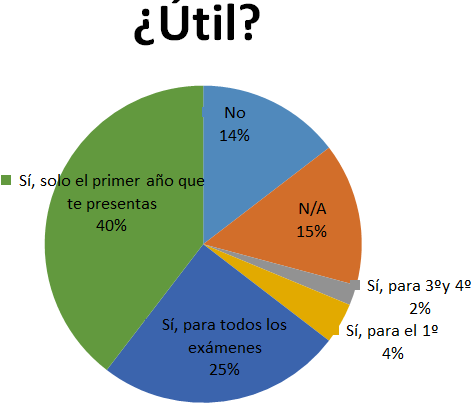 ¿Útil?
No
14%
N/A
15%
Sí, para 3ºy 4º
2%
Sí, para el 1º
4%
Sí, para todos los
exámenes
25%
Sí, solo el primer año que
te presentas
40%